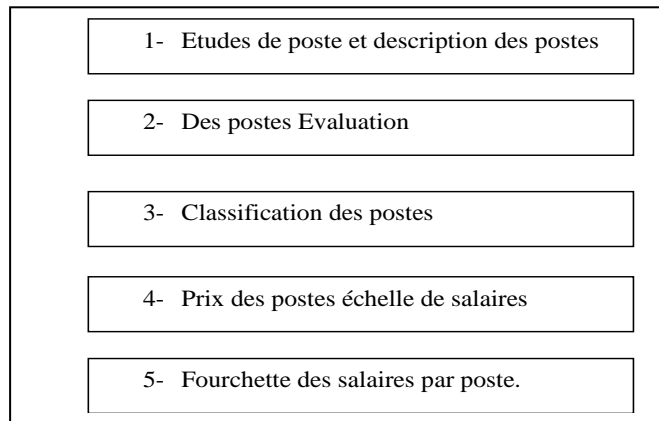 1- Etudes de poste et description des postes
2- Des postes Evaluation
3- Classification des postes
4- Prix des postes échelle de salaires
5- Fourchette des salaires par poste.